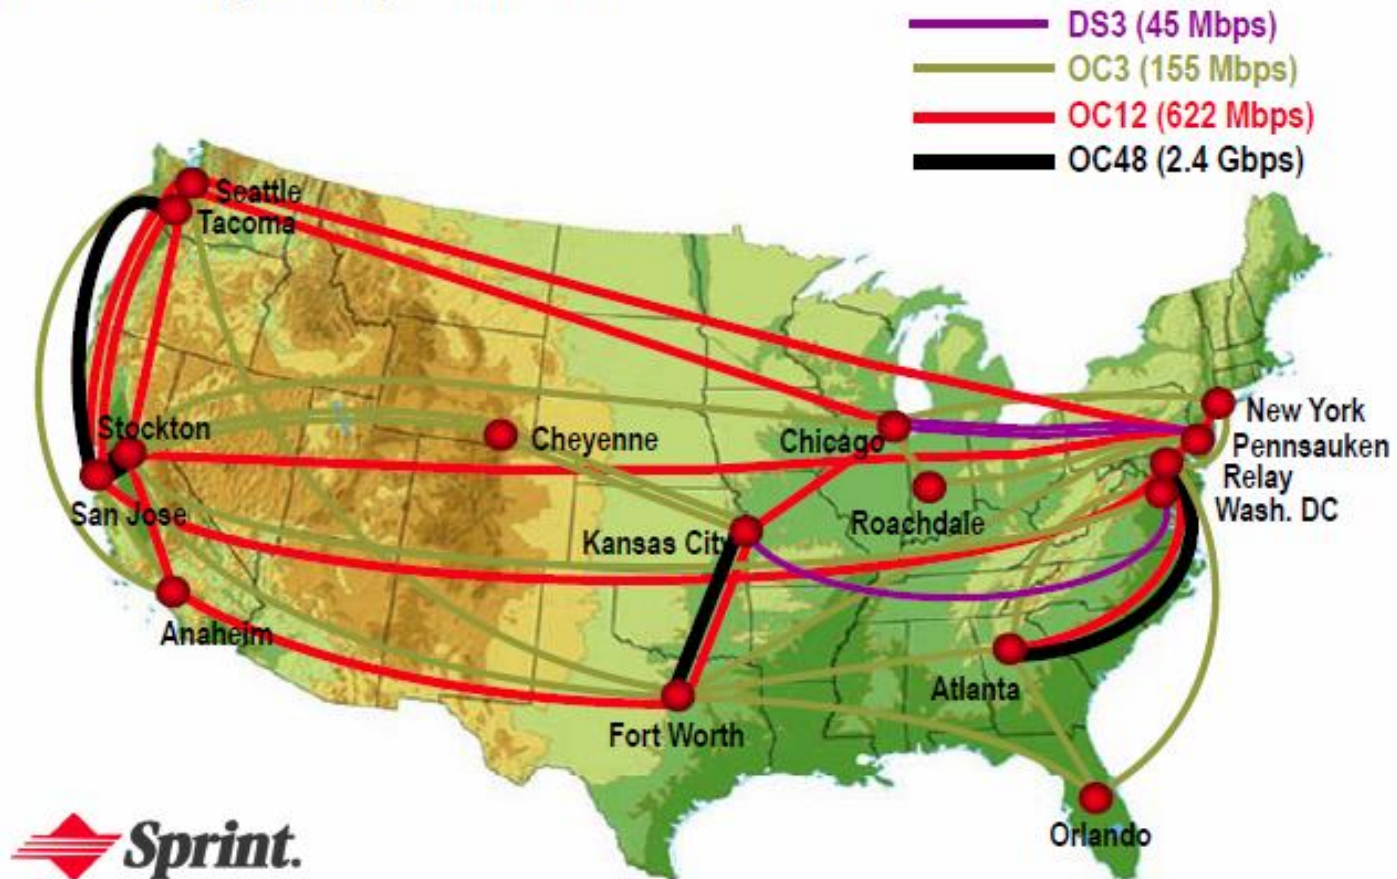 DS3 (45 Mbps)
OC3 (155 Mbps)
OC12 (622 Mbps)
OC48 (2.4 Gbps)
Seattle
Tacoma
New York
Stockton
Cheyenne
Chicago
Pennsauken
Relay
Wash. DC
San Jose
Roachdale
Kansas City
Anaheim
Atlanta
Fort Worth
Orlando
Sprint.